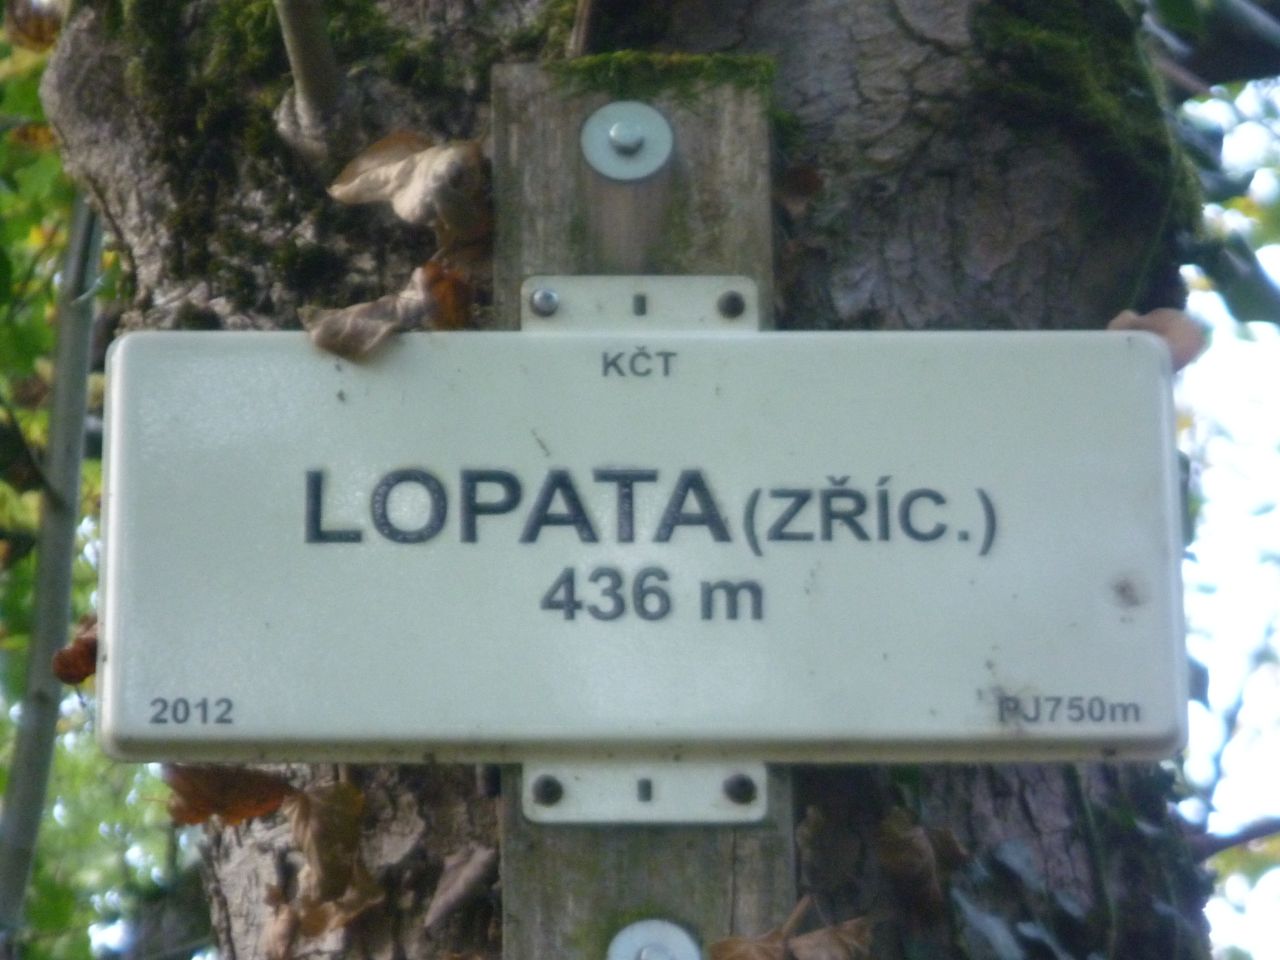 KČT
LOPATA (ZŘÍC.)
436 m
2012
PJ750m